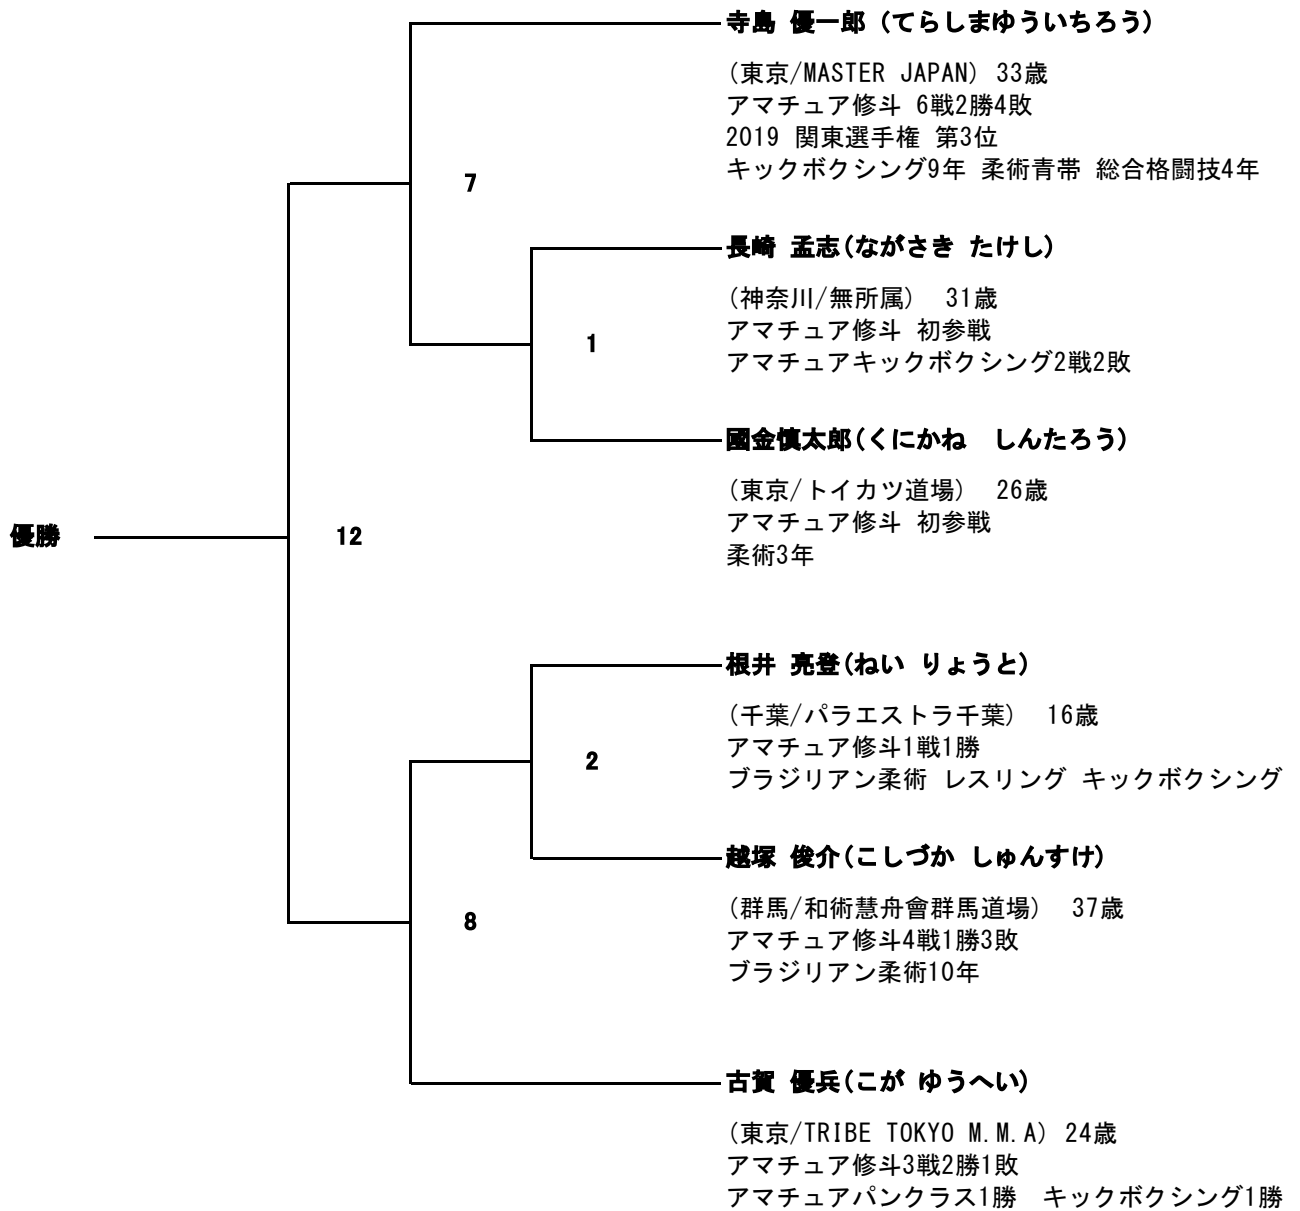 寺島 優一郎 (てらしまゆういちろう)
(東京/MASTER JAPAN) 33歳
アマチュア修斗 6戦2勝4敗
2019 関東選手権 第3位
キックボクシング9年 柔術青帯 総合格闘技4年
7
長崎 孟志(ながさき たけし)
(神奈川/無所属) 31歳
アマチュア修斗 初参戦
アマチュアキックボクシング2戦2敗
1
國金慎太郎(くにかね しんたろう)
(東京/トイカツ道場) 26歳
アマチュア修斗 初参戦
柔術3年
優勝
12
根井 亮登(ねい りょうと)
(千葉/パラエストラ千葉) 16歳
アマチュア修斗1戦1勝
ブラジリアン柔術 レスリング キックボクシング
2
越塚 俊介(こしづか しゅんすけ)
(群馬/和術慧舟會群馬道場) 37歳
アマチュア修斗4戦1勝3敗
ブラジリアン柔術10年
8
古賀 優兵(こが ゆうへい)
(東京/TRIBE TOKYO M.M.A) 24歳
アマチュア修斗3戦2勝1敗
アマチュアパンクラス1勝 キックボクシング1勝